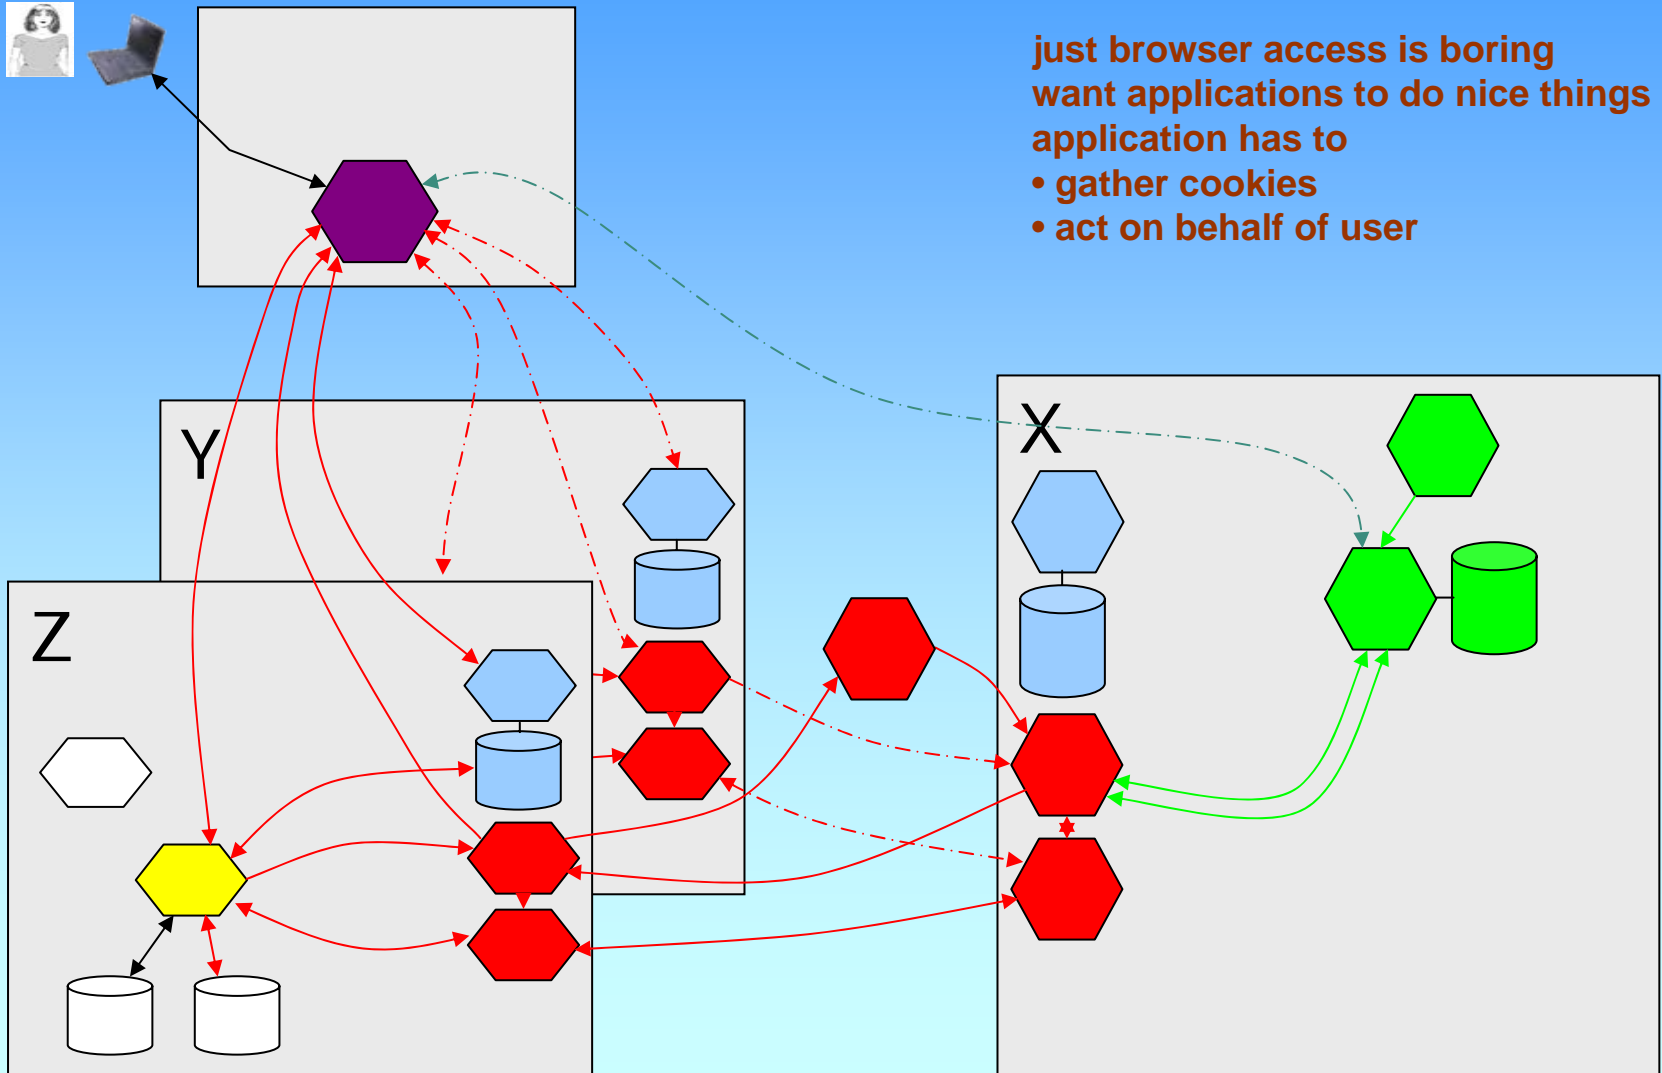 just browser access is boring
want applications to do nice things
application has to
• gather cookies
• act on behalf of user
X
Y
Z